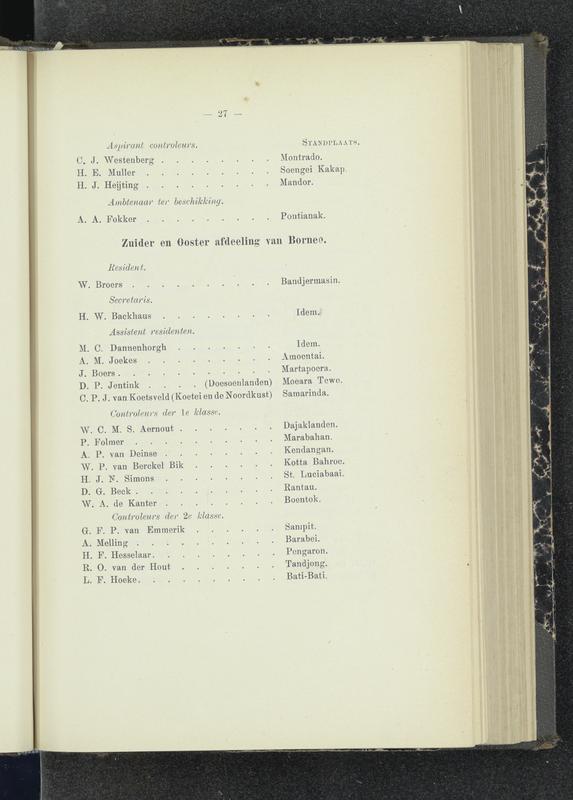 — 27 —
Aspirant controleurs. STANDPLAATS.
C. J. Westenberg . . . . . . . . Montrado.
H. E. Muller . . . . . . . . . Soengei Kakap.
H. J. Heijting . . . . . . . . . Mandor.
Ambtenaar ter beschikking.
A. A. Fokker . . . . . . . . . Pontianak.
Zuider en Ooster afdeeling van Borneo.
Resident.
W. Broers . . . . . . . . . . Bandjermasin.
Secretaris.
H. W. Backhaus . . . . . . . . Idem.
Assistent residenten.
M. C. Dannenhorgh . . . . . . . Idem.
A. M. Joekes . . . . . . . . . Amoentai.
J. Boers . . . . . . . . . . . Martapoera.
D. P. Jentink . . . . (Doesoenlanden) Moeara Tewe.
C. P. J. van Koetsveld (Koetei en de Noordkust) Samarinda.
Controleurs der 1e klasse.
W. C. M. S. Aernout . . . . . . . Dajaklanden.
P. Folmer . . . . . . . . . . Marabahan.
A. P. van Deinse . . . . . . . . Kendangan.
W. P. van Berckel Bik . . . . . . Kotta Bahroe.
H. J. N. Simons . . . . . . . . St. Luciabaai.
D. G. Beck . . . . . . . . . . Rantau.
W. A. de Kanter . . . . . . . . Boentok.
Controleurs der 2e klasse.
G. F. P. van Emmerik . . . . . . Sampit.
A. Melling . . . . . . . . . . Barabei.
H. F. Hesselaar . . . . . . . . . Pengaron.
R. O. van der Hout . . . . . . . Tandjong.
L. F. Hoeke . . . . . . . . . . Bati-Bati.